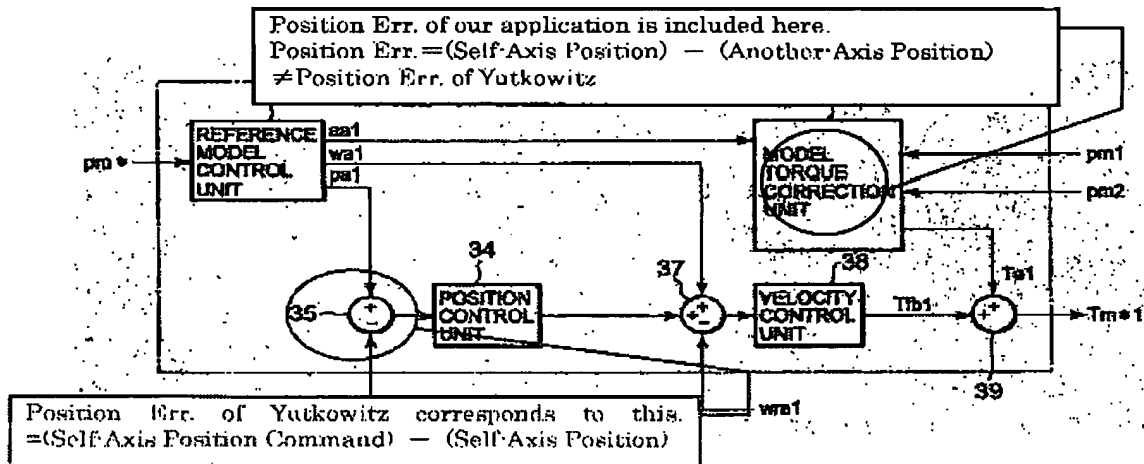 Position Err. of our application is included here.
Position Err.=(Self-Axis Position) − (Another-Axis Position)
≠Position Err. of Yutkowitz
REFERENCE
MODEL
CONTROL
UNIT
aa1
wa1
pa1
pm*
MODEL
TORQUE
CORRECTION
UNIT
pm1
pm2
34
35
POSITION
CONTROL
UNIT
37
38
VELOCITY
CONTROL
UNIT
Tfb1
Ta1
Tm*1
39
wm1
Position Err. of Yutkowitz corresponds to this.
=(Self-Axis Position Command) − (Self-Axis Position)